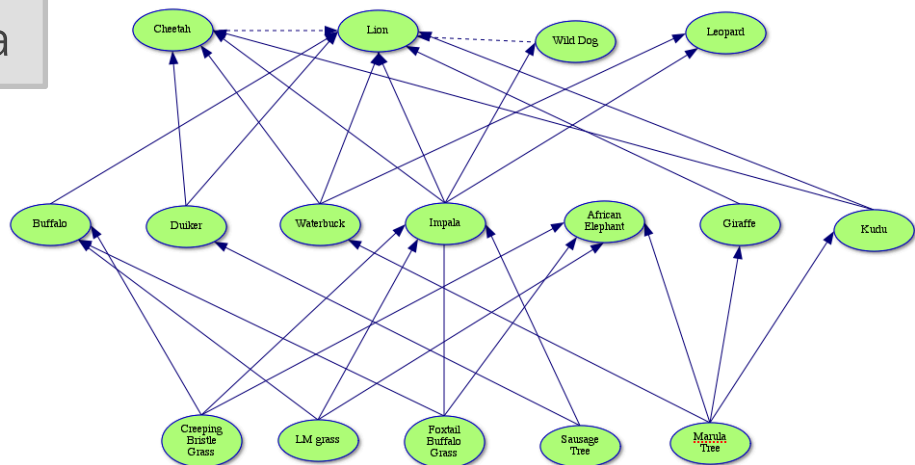 a
Cheetah
Lion
Wild Dog
Leopard
Buffalo
Duiker
Waterbuck
Impala
African
Elephant
Giraffe
Kudu
Creeping
Bristle
Grass
LM grass
Foxtail
Buffalo
Grass
Sausage
Tree
Marula
Tree